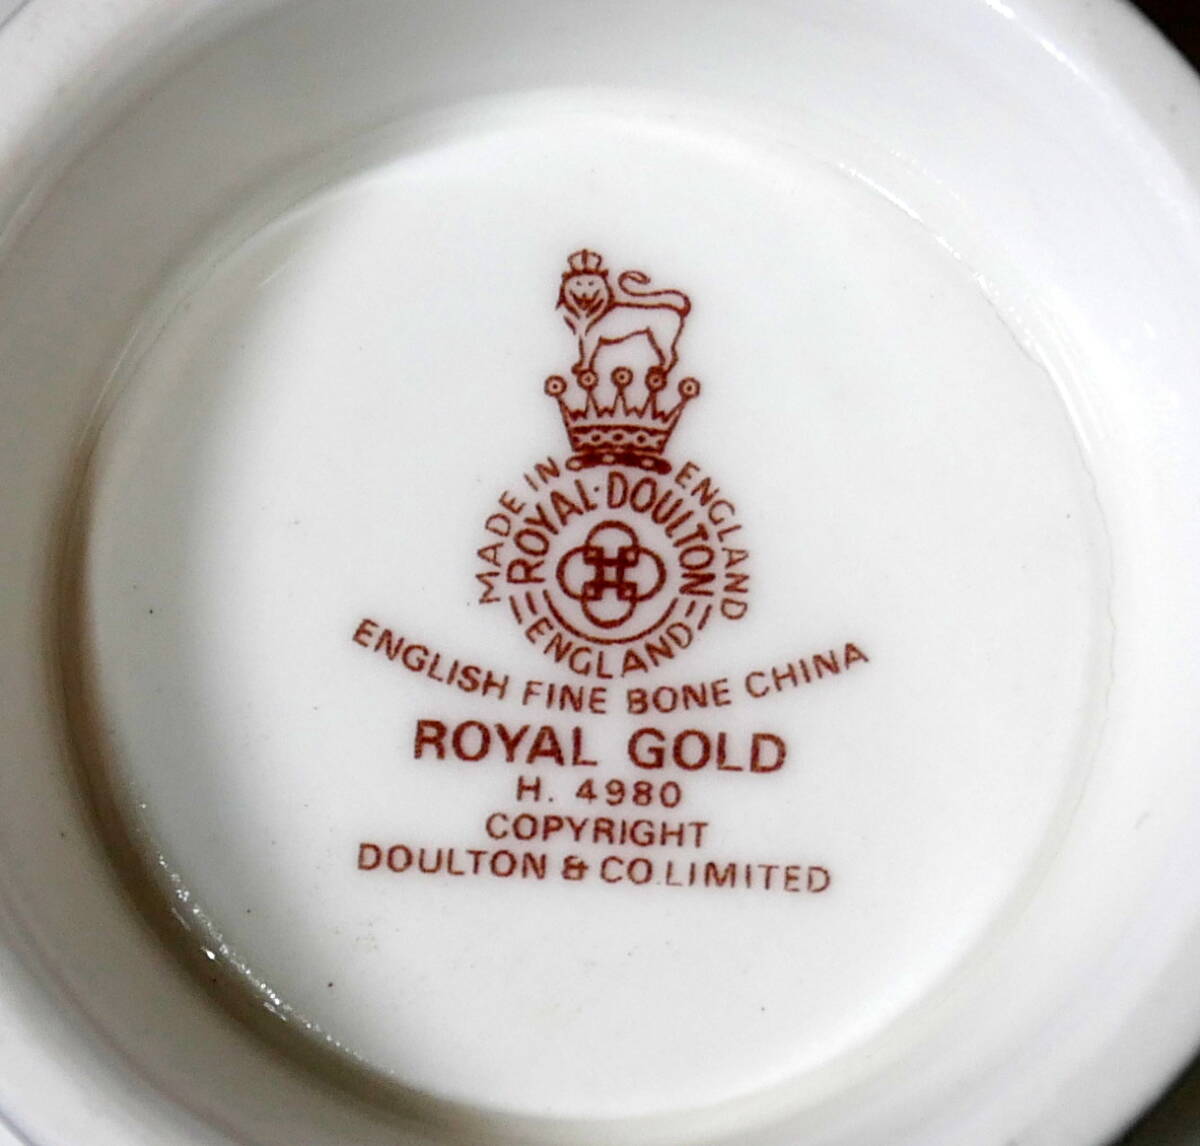 MADE IN ENGLAND
ROYAL·DOULTON
ENGLAND
ENGLISH FINE BONE CHINA
ROYAL GOLD
H. 4980
COPYRIGHT
DOULTON & CO. LIMITED